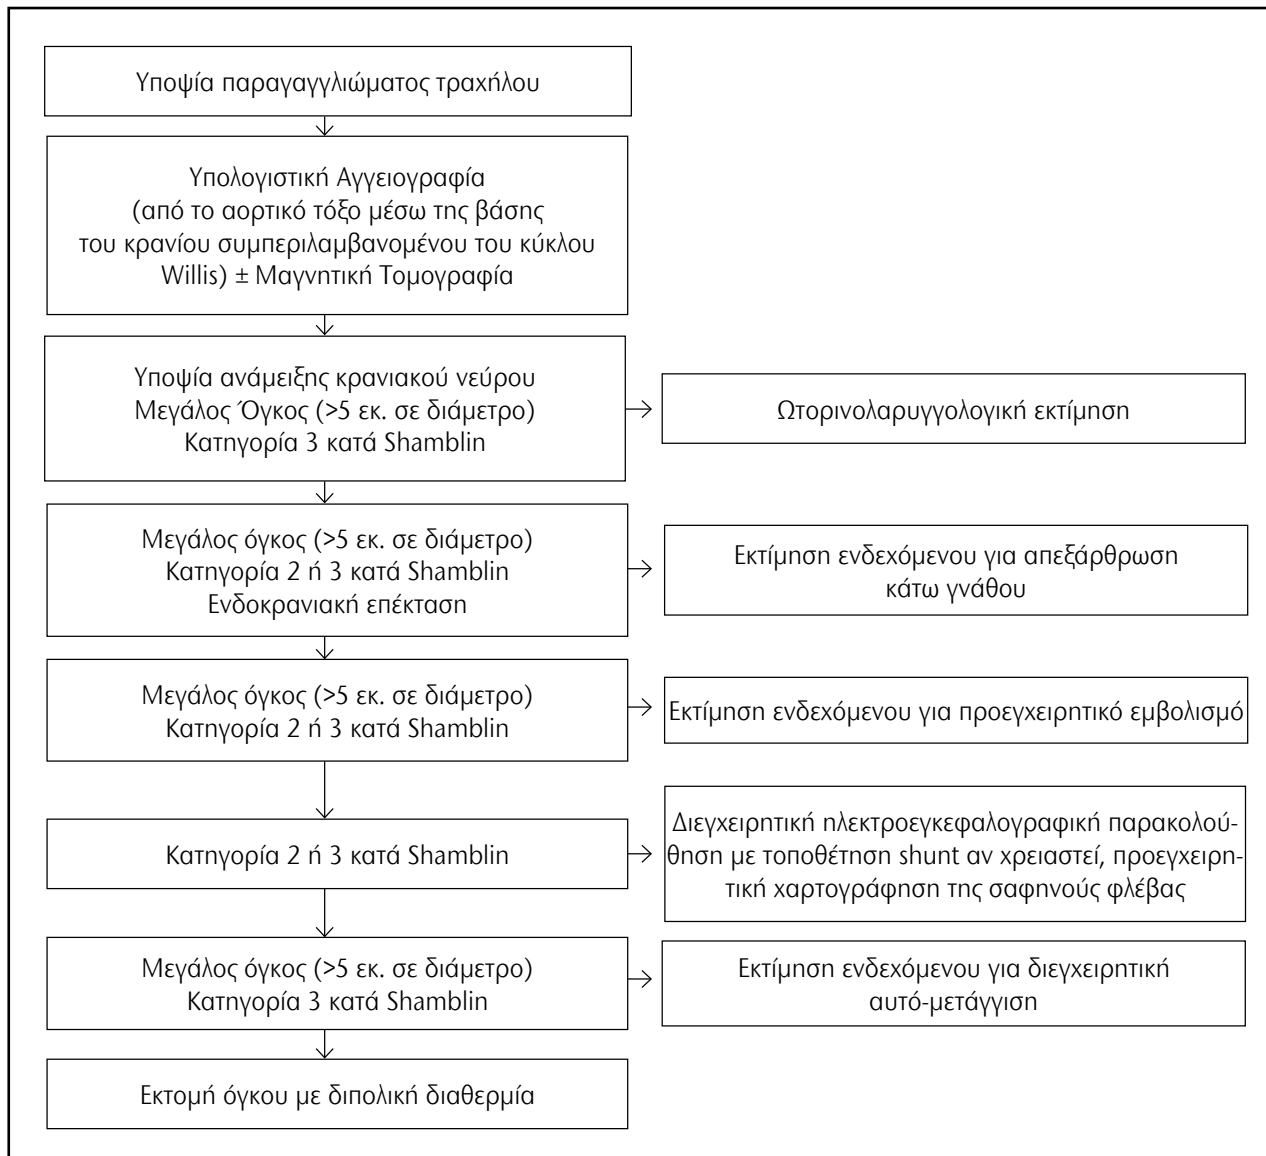 Υποψία παραγαγγλιώματος τραχήλου
Υπολογιστική Αγγειογραφία
(από το αορτικό τόξο μέσω της βάσης
του κρανίου συμπεριλαμβανομένου του κύκλου
Willis) ± Μαγνητική Τομογραφία
Υποψία ανάμειξης κρανιακού νεύρου
Μεγάλος Όγκος (>5 εκ. σε διάμετρο)
Κατηγορία 3 κατά Shamblin
Ωτορινολαρυγγολογική εκτίμηση
Μεγάλος όγκος (>5 εκ. σε διάμετρο)
Κατηγορία 2 ή 3 κατά Shamblin
Ενδοκρανιακή επέκταση
Εκτίμηση ενδεχόμενου για απεξάρθρωση
κάτω γνάθου
Μεγάλος όγκος (>5 εκ. σε διάμετρο)
Κατηγορία 2 ή 3 κατά Shamblin
Εκτίμηση ενδεχόμενου για προεγχειρητικό εμβολισμό
Κατηγορία 2 ή 3 κατά Shamblin
Διεγχειρητική ηλεκτροεγκεφαλογραφική παρακολού-
θηση με τοποθέτηση shunt αν χρειαστεί, προεγχειρη-
τική χαρτογράφηση της σαφηνούς φλέβας
Μεγάλος όγκος (>5 εκ. σε διάμετρο)
Κατηγορία 3 κατά Shamblin
Εκτίμηση ενδεχόμενου για διεγχειρητική
αυτό-μετάγγιση
Εκτομή όγκου με διπολική διαθερμία